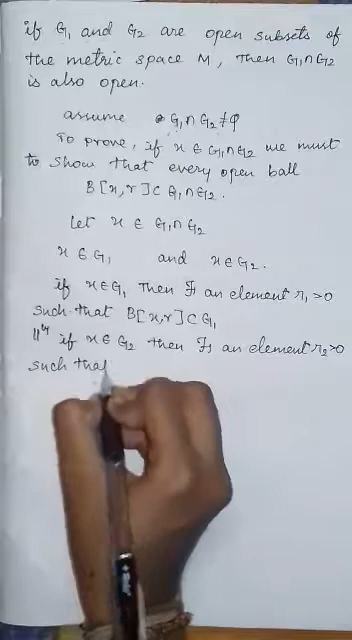 if G₁ and G₂ are open subsets of
the metric space M, Then G₁∩G₂
is also open.
assume G₁∩G₂≠φ
To prove, if x ∈ G₁∩G₂ we must
to show that every open ball
B[x,r]⊂ G₁∩G₂.
Let x ∈ G₁∩G₂
x ∈ G₁ and x∈G₂.
if x∈G₁ Then ∃s an element r₁>0
such that B[x,r]⊂G₁
lllˡʸ if x∈G₂ then ∃s an element r₂>0
such that